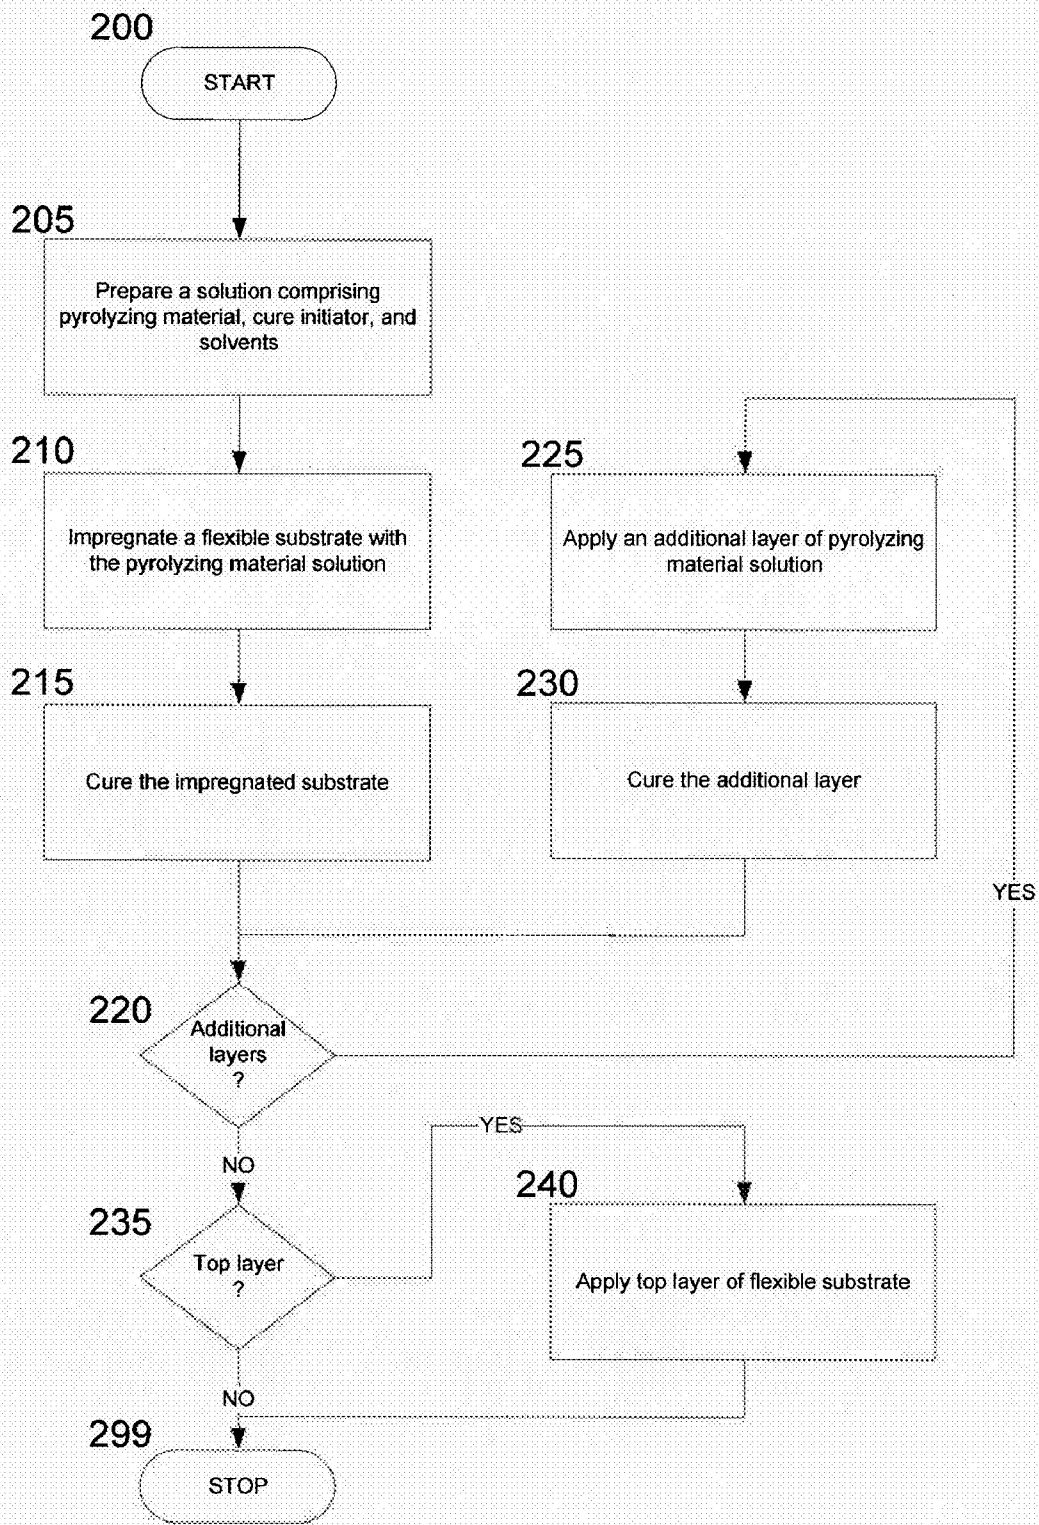 200
START
205
Prepare a solution comprising
pyrolyzing material, cure initiator, and
solvents
210
Impregnate a flexible substrate with
the pyrolyzing material solution
225
Apply an additional layer of pyrolyzing
material solution
215
Cure the impregnated substrate
230
Cure the additional layer
YES
220
Additional
layers
?
NO
YES
235
Top layer
?
240
Apply top layer of flexible substrate
NO
299
STOP